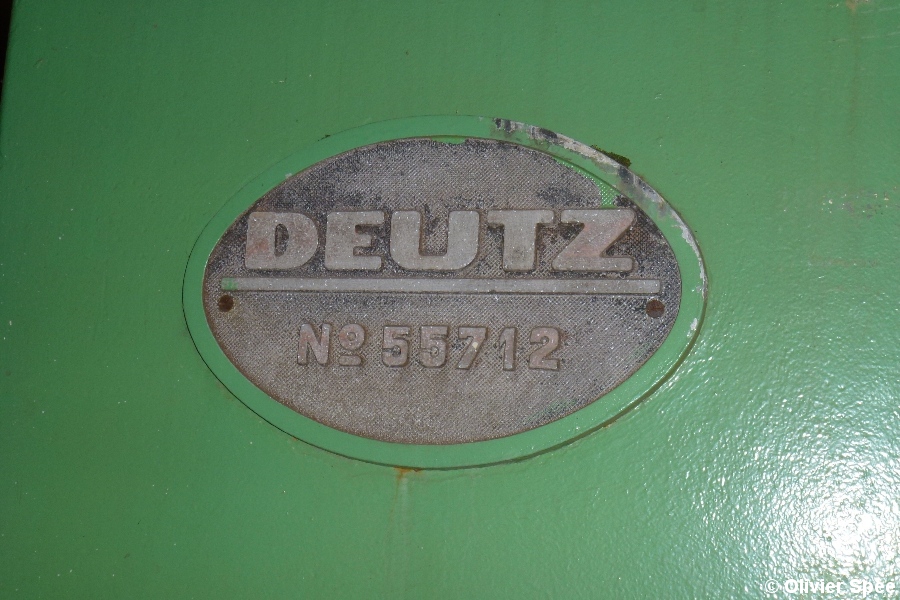 DEUTZ
Nº 55712
© Olivier Spee